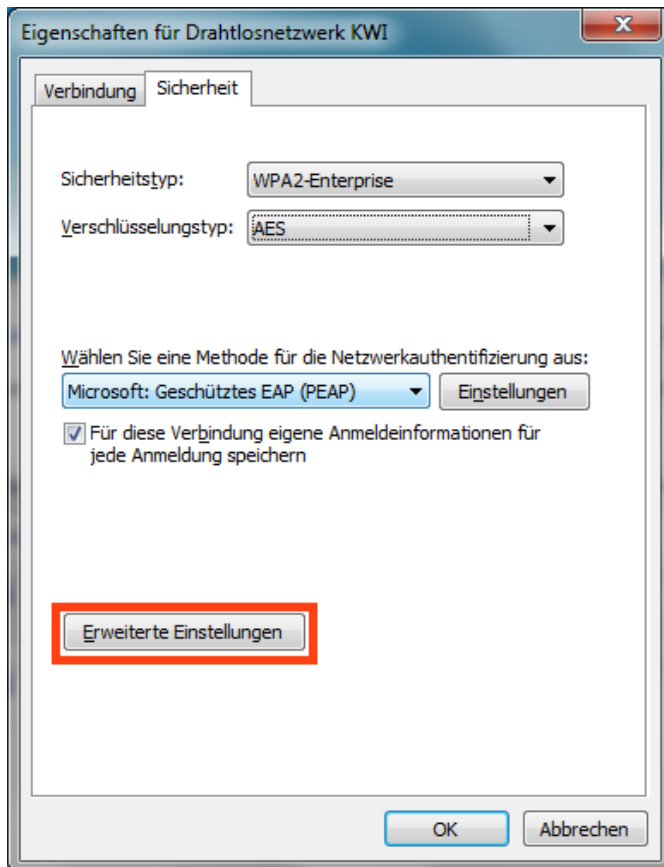 Eigenschaften für Drahtlosnetzwerk KWI
Verbindung Sicherheit
Sicherheitstyp: WPA2-Enterprise
Verschlüsselungstyp: AES
Wählen Sie eine Methode für die Netzwerkauthentifizierung aus:
Microsoft: Geschütztes EAP (PEAP) Einstellungen
Für diese Verbindung eigene Anmeldeinformationen für
jede Anmeldung speichern
Erweiterte Einstellungen
OK Abbrechen